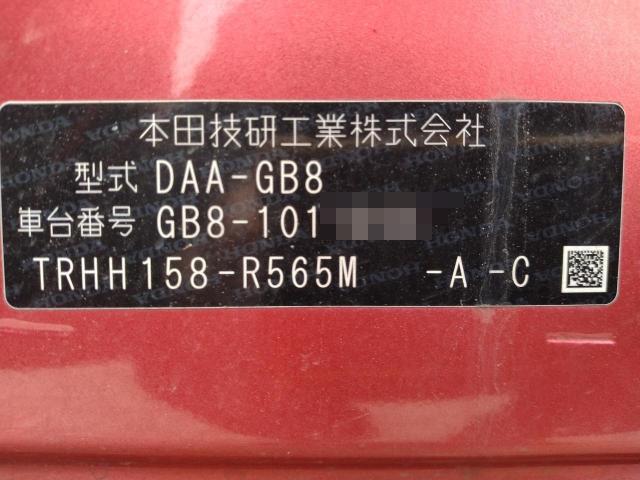 本田技研工業株式会社
型式 DAA-GB8
車台番号 GB8-101
TRHH158-R565M -A-C